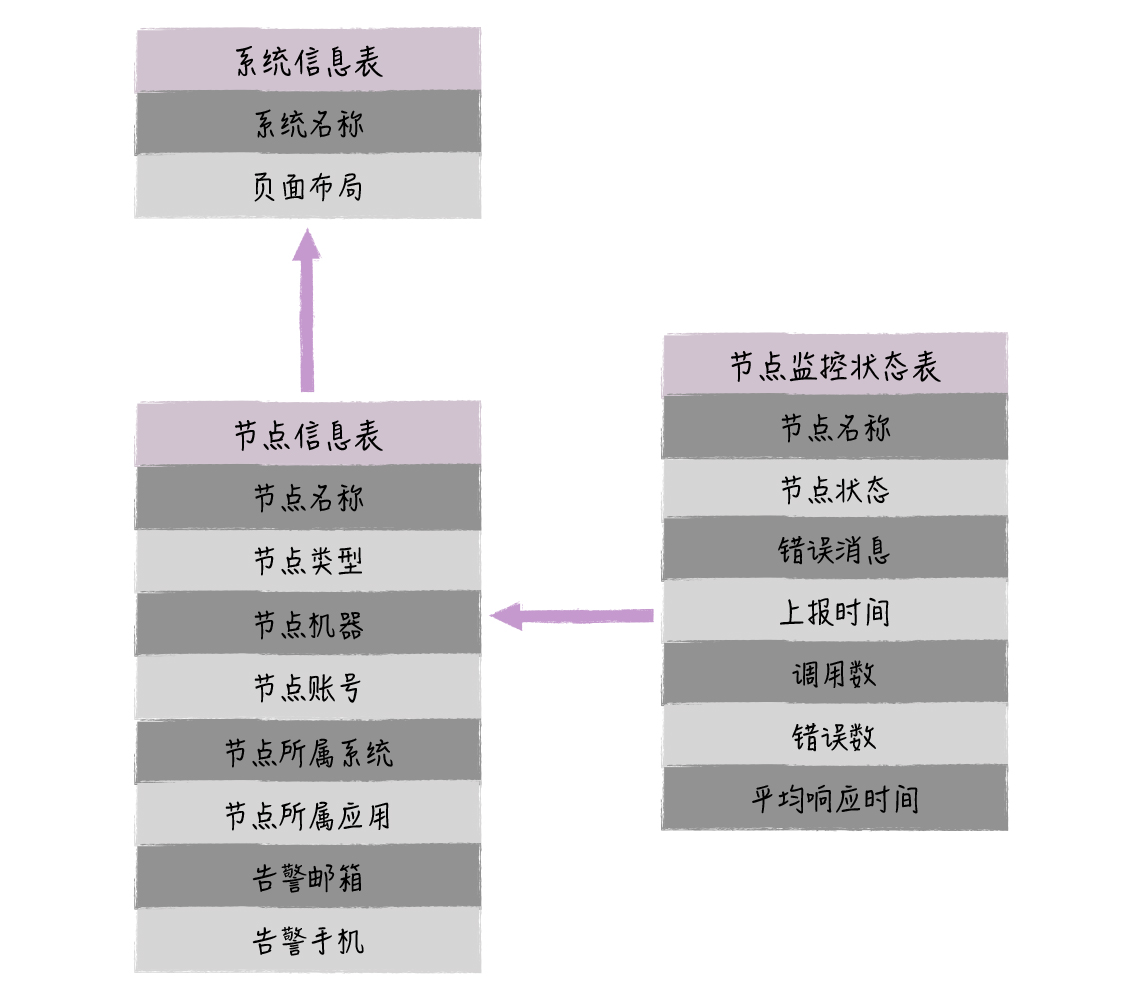 系统信息表
系统名称
页面布局
节点信息表
节点名称
节点类型
节点机器
节点账号
节点所属系统
节点所属应用
告警邮箱
告警手机
节点监控状态表
节点名称
节点状态
错误消息
上报时间
调用数
错误数
平均响应时间